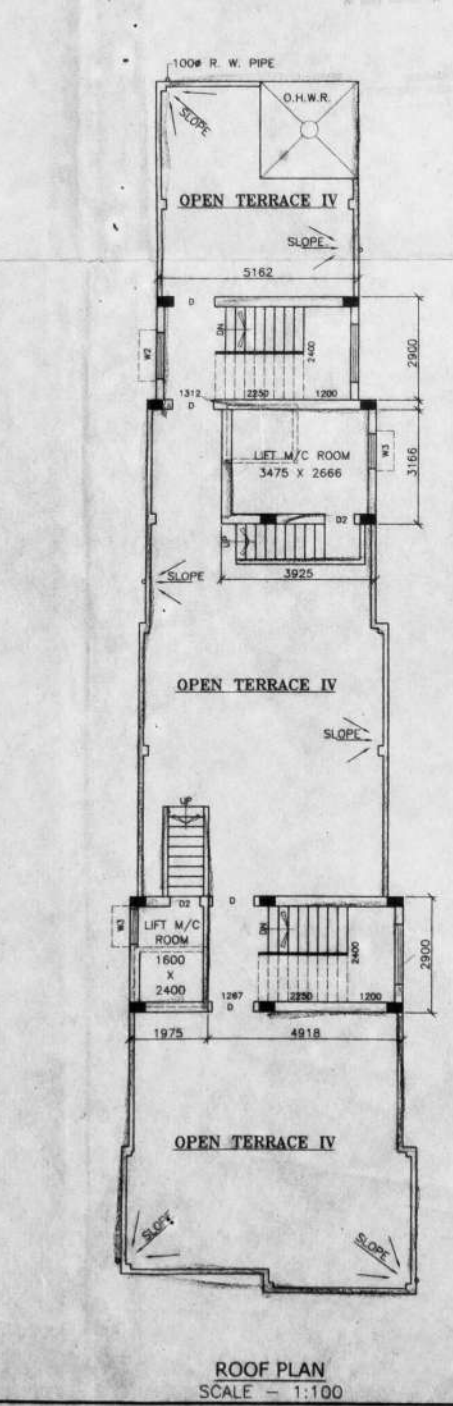 100ø R. W. PIPE
O.H.W.R.
SLOPE
OPEN TERRACE IV
SLOPE
5162
D
W2
DN
2400
2900
1312
D
2250
1200
LIFT M/C ROOM
3475 X 2666
W3
3166
D2
UP
SLOPE
3925
OPEN TERRACE IV
SLOPE
UP
D2
D
W3
LIFT M/C
ROOM
1600
X
2400
DN
2400
2900
1267
D
2250
1200
1975
4918
OPEN TERRACE IV
SLOPE
SLOPE
ROOF PLAN
SCALE – 1:100